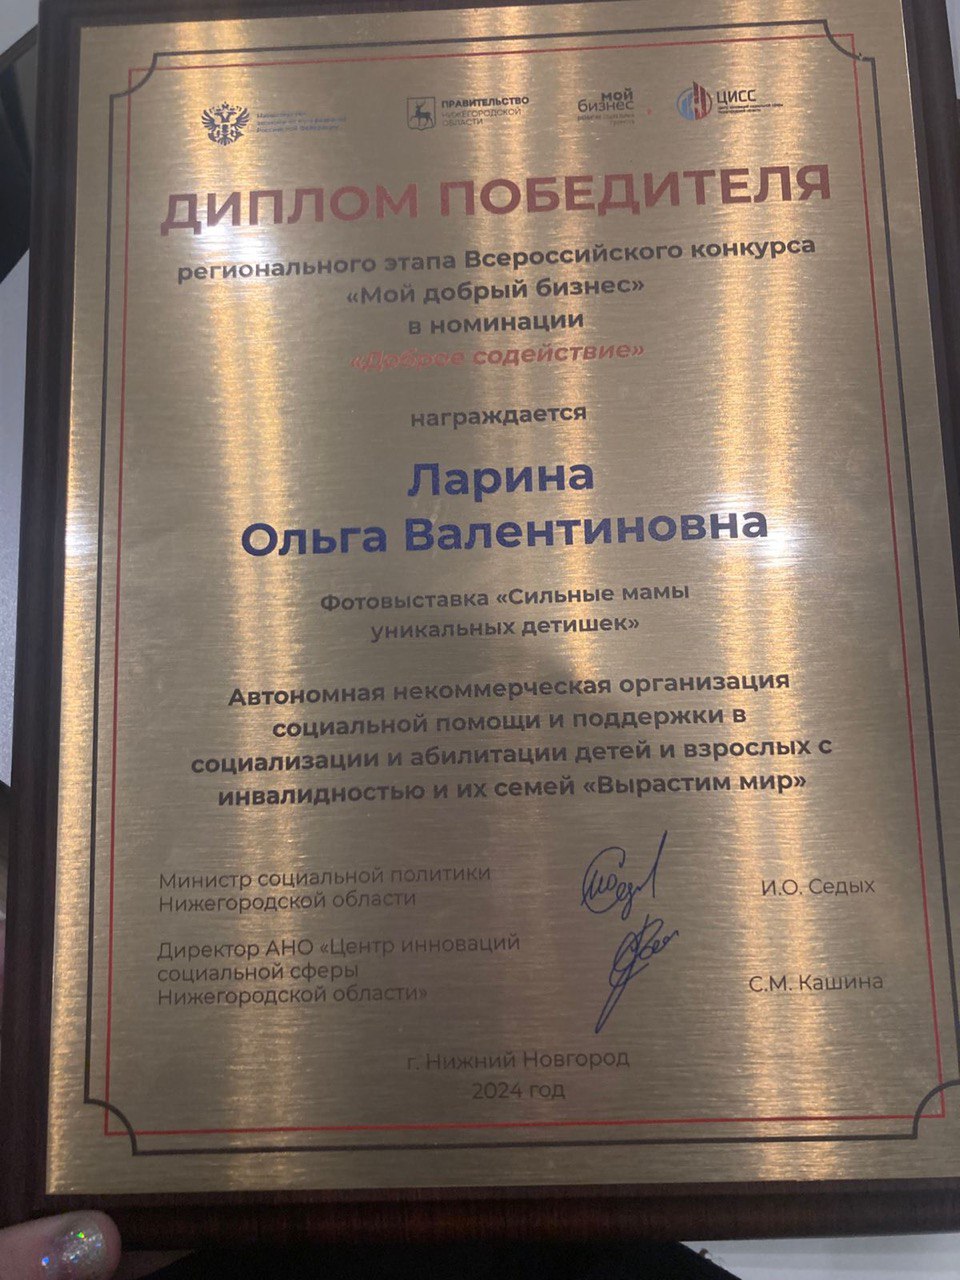 ПРАВИТЕЛЬСТВО
НИЖЕГОРОДСКОЙ
ОБЛАСТИ
мой
бизнес
ЦИСС
ДИПЛОМ ПОБЕДИТЕЛЯ
регионального этапа Всероссийского конкурса
«Мой добрый бизнес»
в номинации
«Доброе содействие»
награждается
Ларина
Ольга Валентиновна
Фотовыставка «Сильные мамы
уникальных детишек»
Автономная некоммерческая организация
социальной помощи и поддержки в
социализации и абилитации детей и взрослых с
инвалидностью и их семей «Вырастим мир»
Министр социальной политики
Нижегородской области
И.О. Седых
Директор АНО «Центр инноваций
социальной сферы
Нижегородской области»
С.М. Кашина
г. Нижний Новгород
2024 год